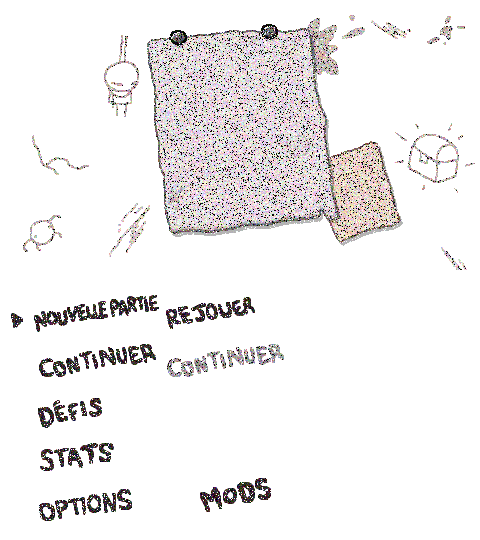 NOUVELLE PARTIE REJOUER
CONTINUER CONTINUER
DÉFIS
STATS
OPTIONS MODS